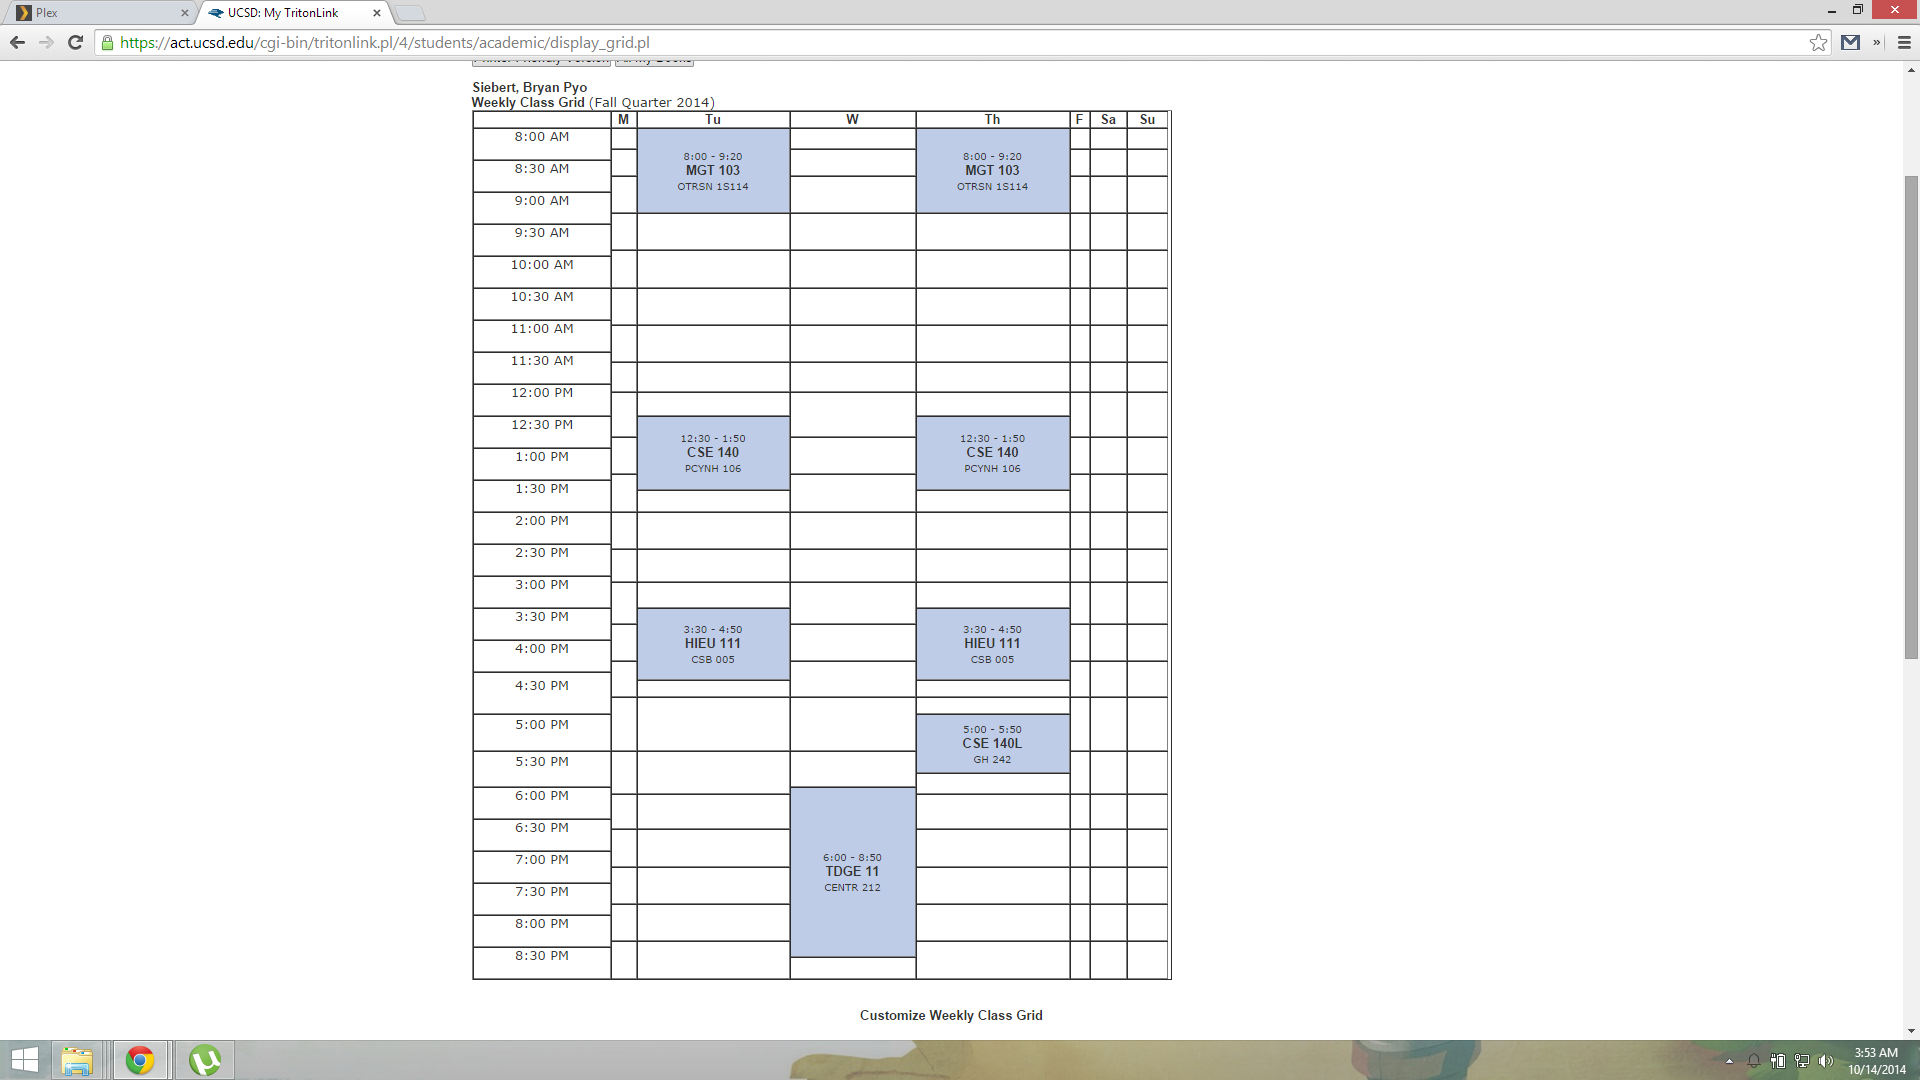 Plex
UCSD: My TritonLink
https://act.ucsd.edu/cgi-bin/tritonlink.pl/4/students/academic/display_grid.pl
Siebert, Bryan Pyo
Weekly Class Grid (Fall Quarter 2014)
M Tu W Th F Sa Su
8:00 AM
8:00 - 9:20 8:00 - 9:20
8:30 AM MGT 103 MGT 103
OTRSN 1S114 OTRSN 1S114
9:00 AM
9:30 AM
10:00 AM
10:30 AM
11:00 AM
11:30 AM
12:00 PM
12:30 PM
12:30 - 1:50 12:30 - 1:50
1:00 PM CSE 140 CSE 140
PCYNH 106 PCYNH 106
1:30 PM
2:00 PM
2:30 PM
3:00 PM
3:30 PM
3:30 - 4:50 3:30 - 4:50
4:00 PM HIEU 111 HIEU 111
CSB 005 CSB 005
4:30 PM
5:00 PM 5:00 - 5:50
CSE 140L
5:30 PM GH 242
6:00 PM
6:30 PM
7:00 PM 6:00 - 8:50
TDGE 11
7:30 PM CENTR 212
8:00 PM
8:30 PM
Customize Weekly Class Grid
3:53 AM
10/14/2014